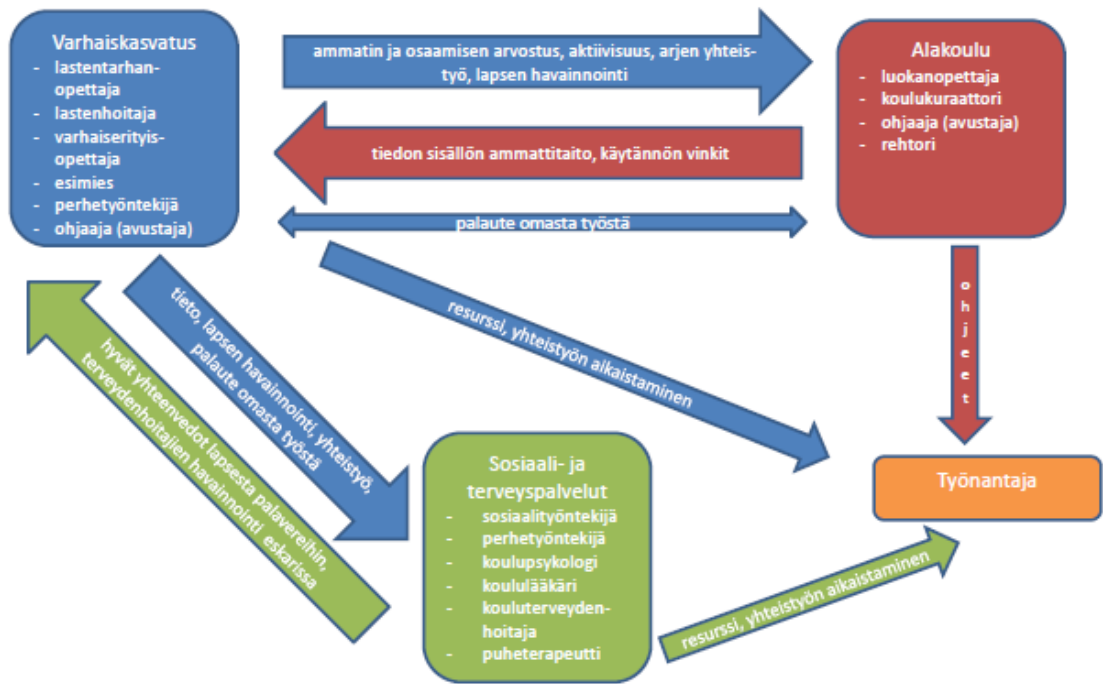 Varhaiskasvatus
- lastentarhan-
opettaja
- lastenhoitaja
- varhaiserityis-
opettaja
- esimies
- perhetyöntekijä
- ohjaaja (avustaja)
ammatin ja osaamisen arvostus, aktiivisuus, arjen yhteis-
työ, lapsen havainnointi
tiedon sisällön ammattitaito, käytännön vinkit
palaute omasta työstä
Alakoulu
- luokanopettaja
- koulukuraattori
- ohjaaja (avustaja)
- rehtori
ohjeet
resurssi, yhteistyön aikaistaminen
tieto, lapsen havainnointi, yhteistyö,
palaute omasta työstä
hyvät yhteenvedot lapsesta palavereihin,
terveydenhoitajien havainnointi eskarissa
Sosiaali- ja
terveyspalvelut
- sosiaalityöntekijä
- perhetyöntekijä
- koulupsykologi
- koululääkäri
- kouluterveyden-
hoitaja
- puheterapeutti
Työnantaja
resurssi, yhteistyön aikaistaminen